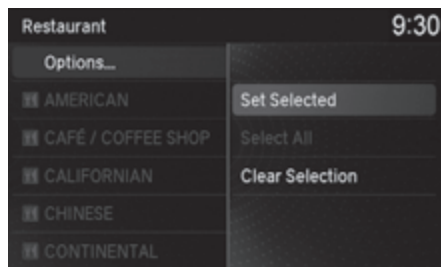 Restaurant 9:30
Options...
AMERICAN
Set Selected
CAFÉ / COFFEE SHOP
Select All
CALIFORNIAN
Clear Selection
CHINESE
CONTINENTAL